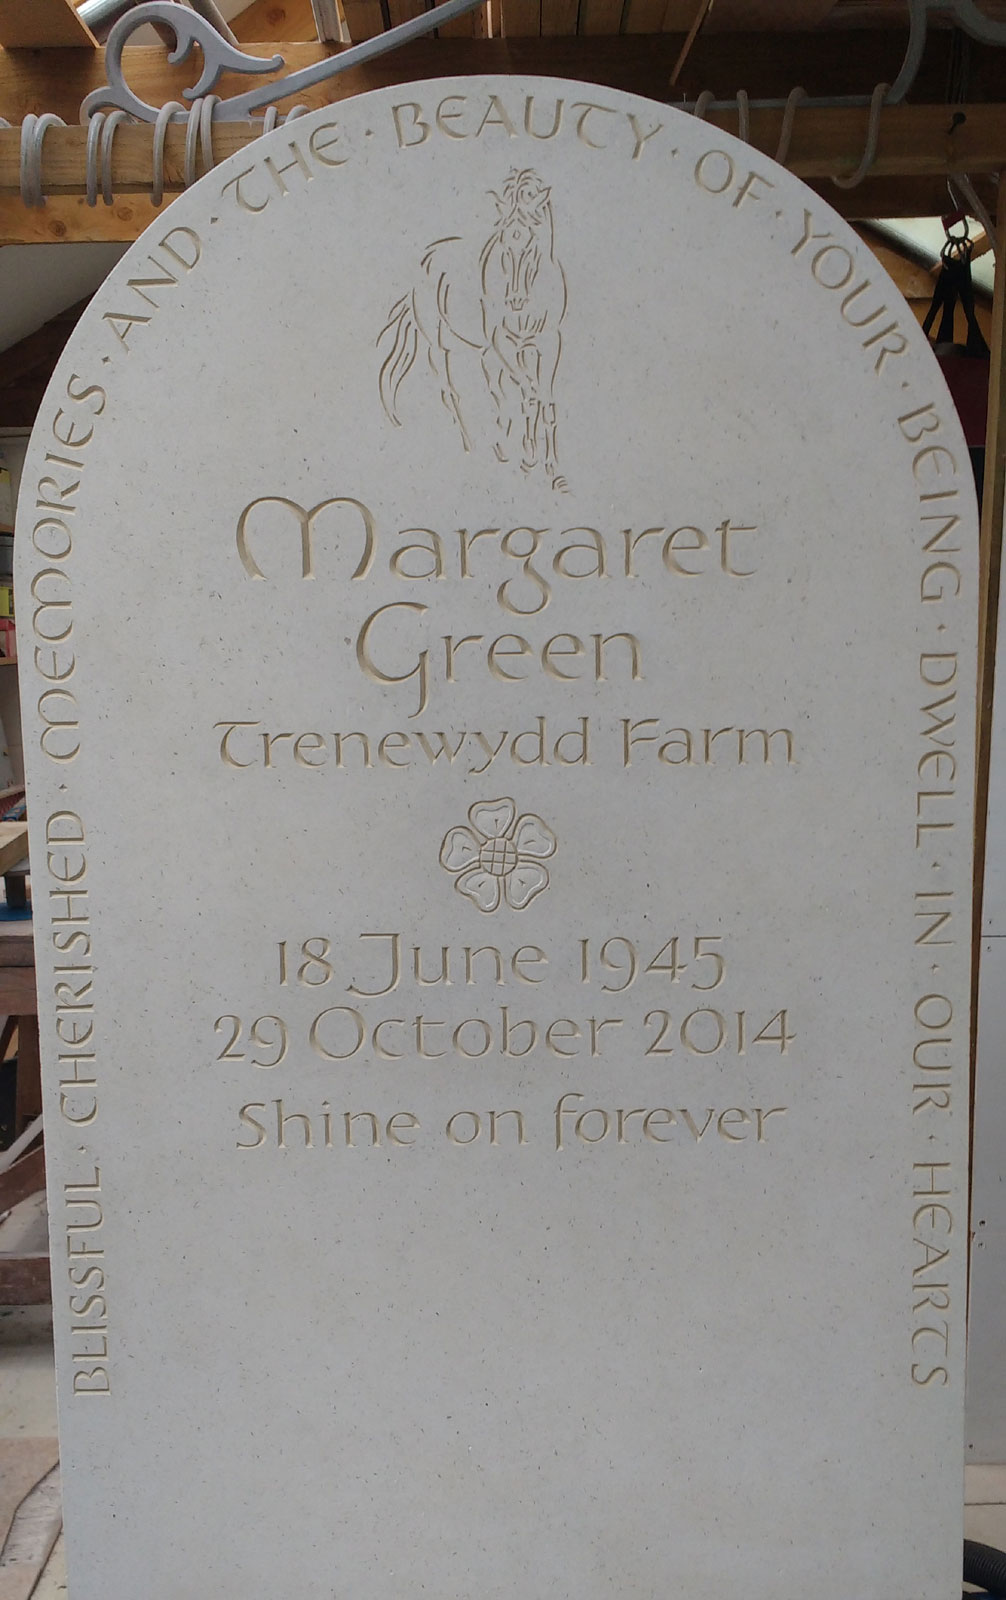 BLISSFUL · CHERISHED · MEMORIES · AND · THE · BEAUTY · OF · YOUR · BEING · DWELL · IN · OUR · HEARTS
Margaret
Green
Trenewydd Farm
18 June 1945
29 October 2014
Shine on forever